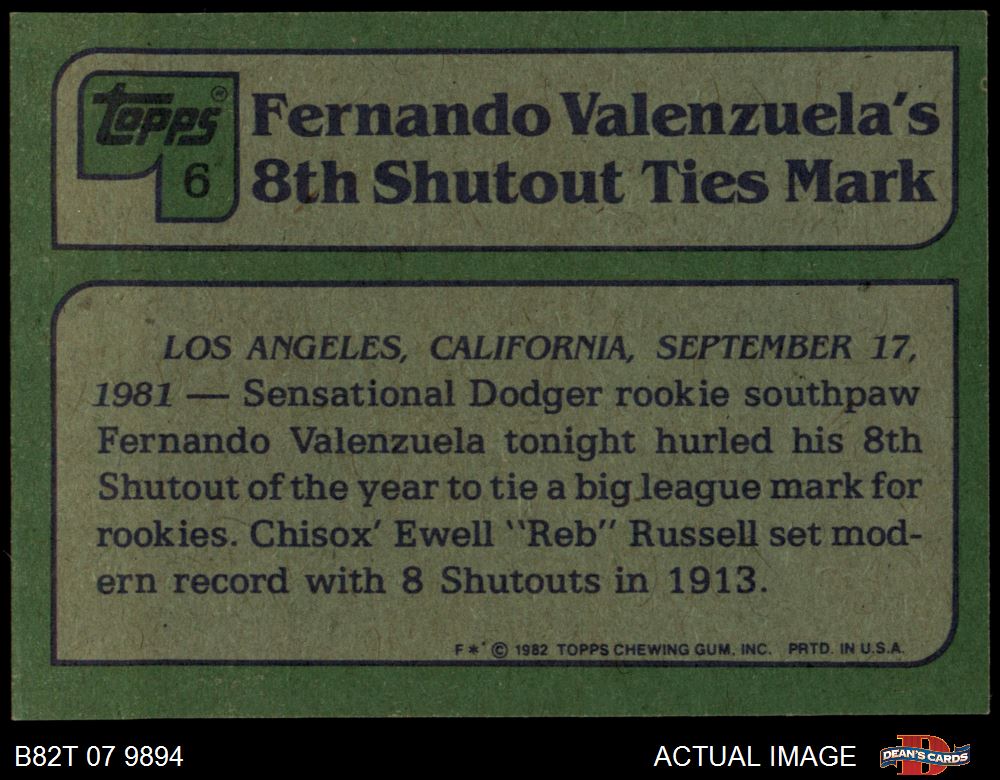 topps®
6
Fernando Valenzuela's
8th Shutout Ties Mark
LOS ANGELES, CALIFORNIA, SEPTEMBER 17,
1981 — Sensational Dodger rookie southpaw
Fernando Valenzuela tonight hurled his 8th
Shutout of the year to tie a big league mark for
rookies. Chisox' Ewell "Reb" Russell set mod-
ern record with 8 Shutouts in 1913.
F** © 1982 TOPPS CHEWING GUM, INC. PRTD. IN U.S.A.
B82T 07 9894
ACTUAL IMAGE
DEAN'S CARDS